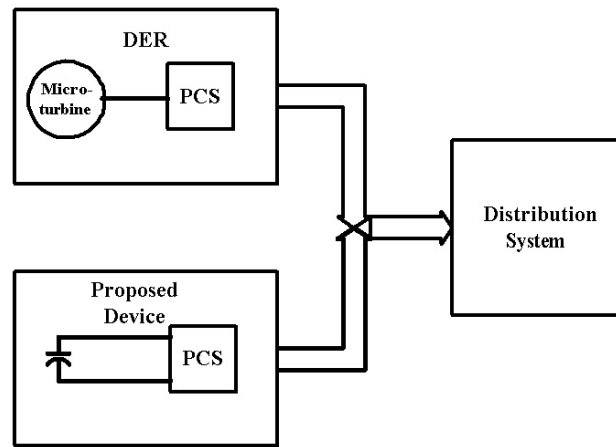 DER
Micro-
turbine
PCS
Distribution
System
Proposed
Device
PCS